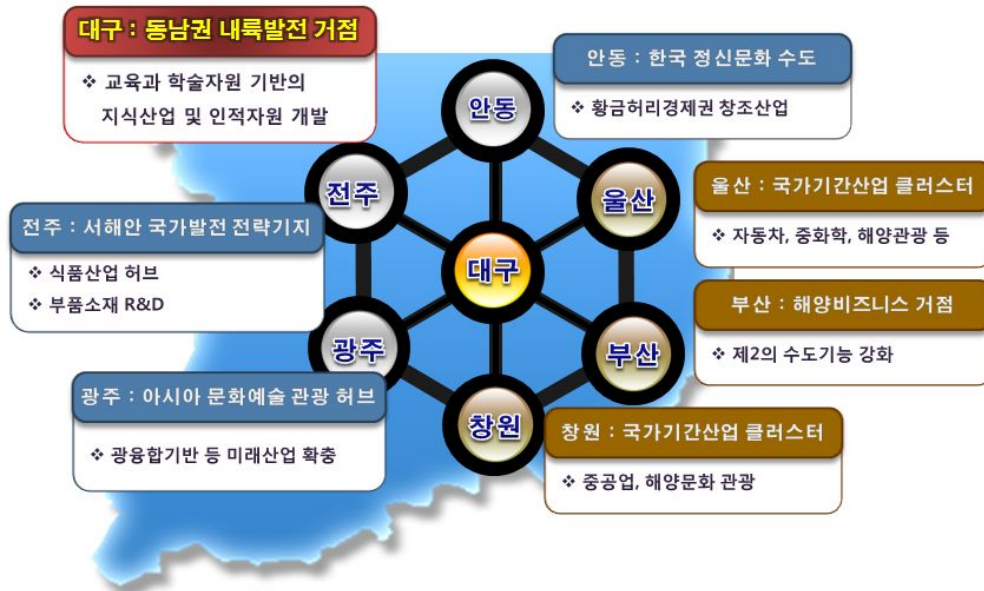 대구 : 동남권 내륙발전 거점
❖ 교육과 학술자원 기반의
지식산업 및 인적자원 개발
안동 : 한국 정신문화 수도
❖ 황금허리경제권 창조산업
안동
전주
울산
울산 : 국가기간산업 클러스터
❖ 자동차, 중화학, 해양관광 등
전주 : 서해안 국가발전 전략기지
❖ 식품산업 허브
❖ 부품소재 R&D
대구
부산 : 해양비즈니스 거점
❖ 제2의 수도기능 강화
광주
부산
광주 : 아시아 문화예술 관광 허브
❖ 광융합기반 등 미래산업 확충
창원
창원 : 국가기간산업 클러스터
❖ 중공업, 해양문화 관광